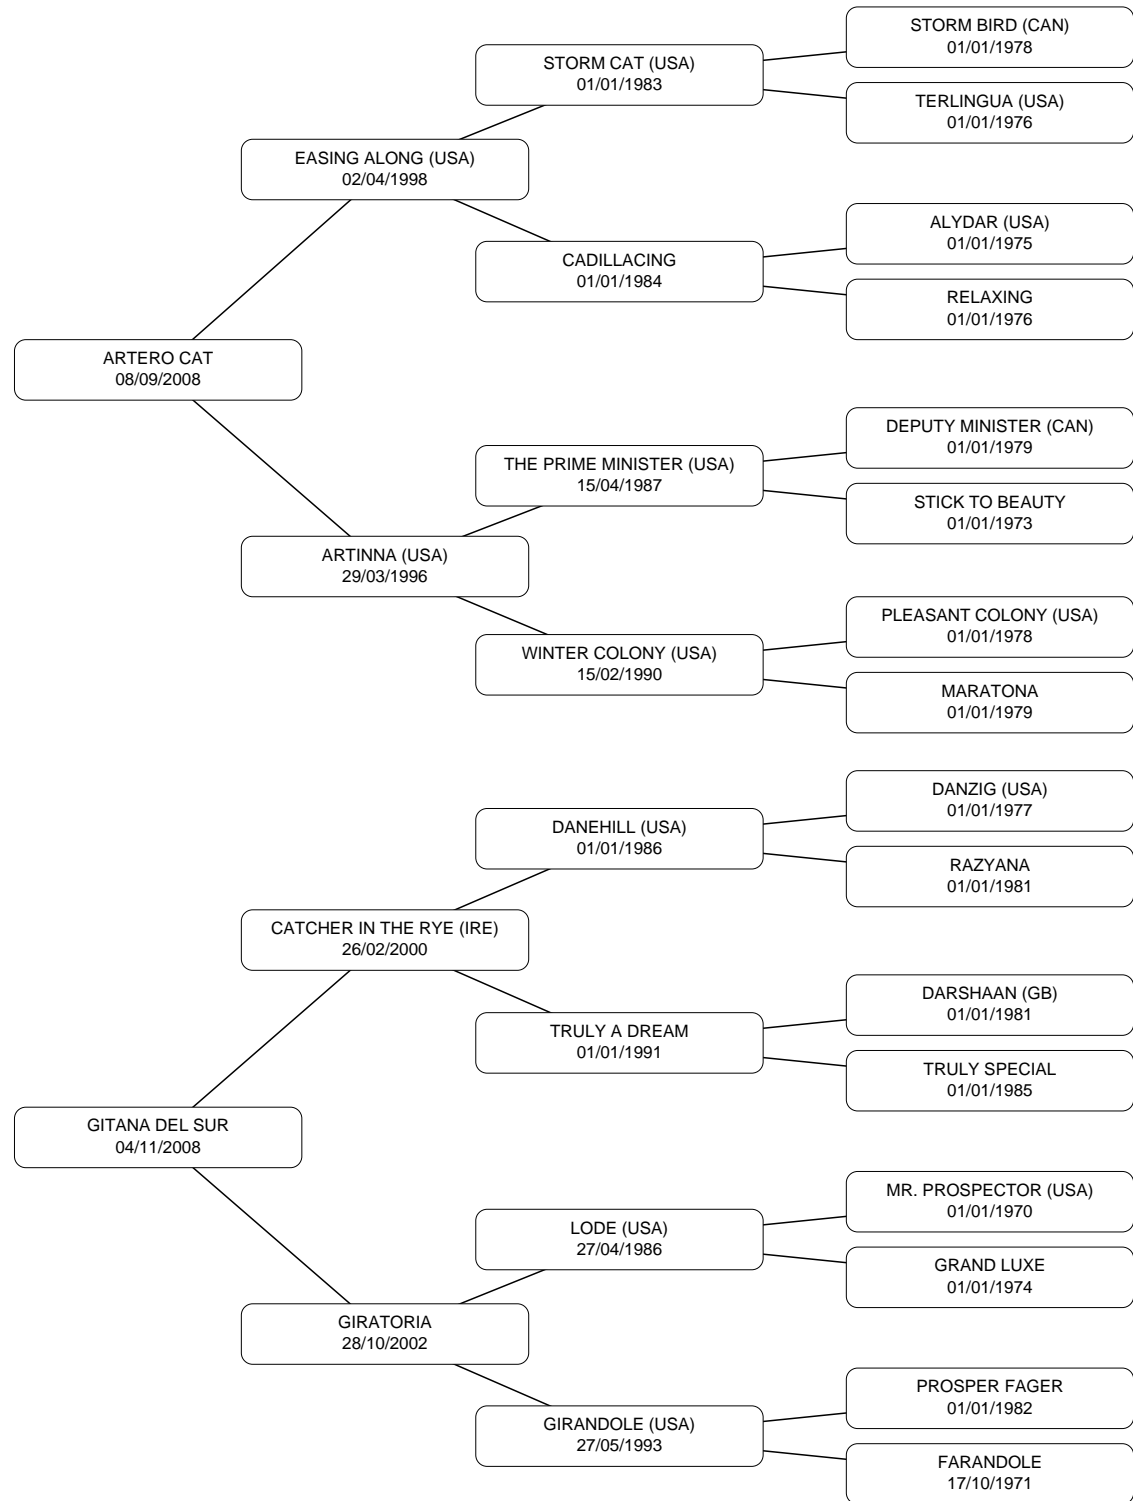 STORM BIRD (CAN)
01/01/1978
STORM CAT (USA)
01/01/1983
TERLINGUA (USA)
01/01/1976
EASING ALONG (USA)
02/04/1998
ALYDAR (USA)
01/01/1975
CADILLACING
01/01/1984
RELAXING
01/01/1976
ARTERO CAT
08/09/2008
DEPUTY MINISTER (CAN)
01/01/1979
THE PRIME MINISTER (USA)
15/04/1987
STICK TO BEAUTY
01/01/1973
ARTINNA (USA)
29/03/1996
PLEASANT COLONY (USA)
01/01/1978
WINTER COLONY (USA)
15/02/1990
MARATONA
01/01/1979
DANZIG (USA)
01/01/1977
DANEHILL (USA)
01/01/1986
RAZYANA
01/01/1981
CATCHER IN THE RYE (IRE)
26/02/2000
DARSHAAN (GB)
01/01/1981
TRULY A DREAM
01/01/1991
TRULY SPECIAL
01/01/1985
GITANA DEL SUR
04/11/2008
MR. PROSPECTOR (USA)
01/01/1970
LODE (USA)
27/04/1986
GRAND LUXE
01/01/1974
GIRATORIA
28/10/2002
PROSPER FAGER
01/01/1982
GIRANDOLE (USA)
27/05/1993
FARANDOLE
17/10/1971